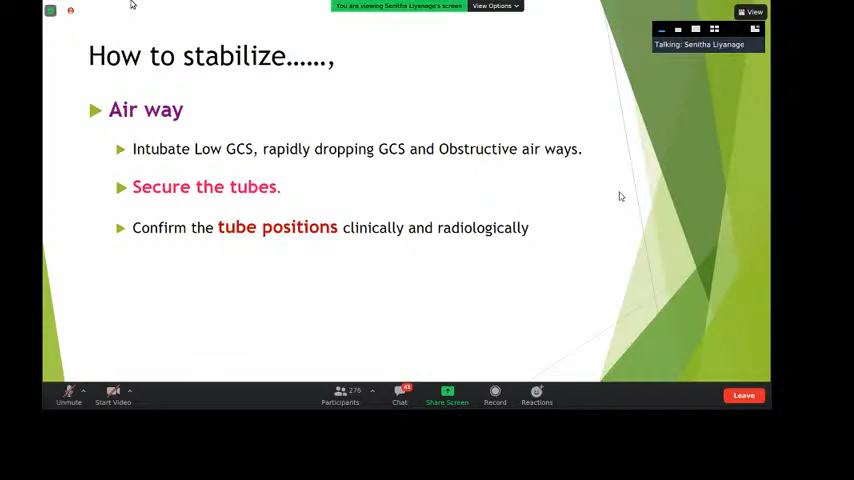 You are viewing Senitha Liyanage's screen View Options
View
Talking: Senitha Liyanage
How to stabilize……,
Air way
Intubate Low GCS, rapidly dropping GCS and Obstructive air ways.
Secure the tubes.
Confirm the tube positions clinically and radiologically
Unmute
Start Video
276
Participants
41
Chat
Share Screen
Record
Reactions
Leave